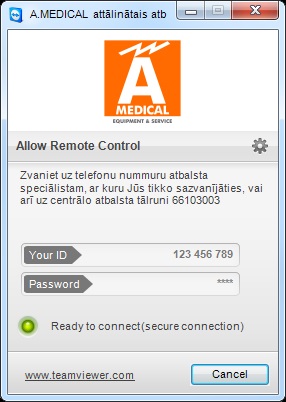 A.MEDICAL attālinātais atb
A
MEDICAL
EQUIPMENT & SERVICE
Allow Remote Control
Zvaniet uz telefonu nummuru atbalsta
speciālistam, ar kuru Jūs tikko sazvanījāties, vai
arī uz centrālo atbalsta tālruni 66103003
Your ID 123 456 789
Password ****
Ready to connect(secure connection)
www.teamviewer.com Cancel